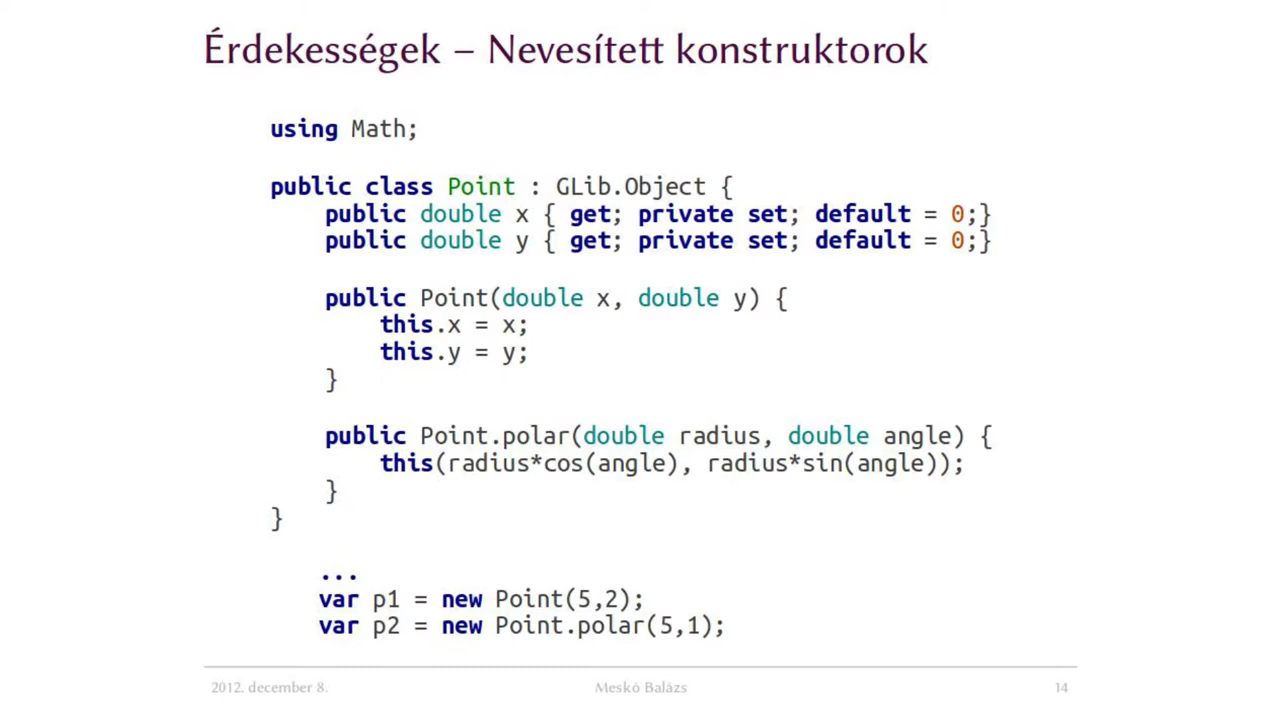 Érdekességek – Nevesített konstruktorok
using Math;
public class Point : GLib.Object {
public double x { get; private set; default = 0;}
public double y { get; private set; default = 0;}
public Point(double x, double y) {
this.x = x;
this.y = y;
}
public Point.polar(double radius, double angle) {
this(radius*cos(angle), radius*sin(angle));
}
}
...
var p1 = new Point(5,2);
var p2 = new Point.polar(5,1);
2012. december 8. Meskó Balázs 14